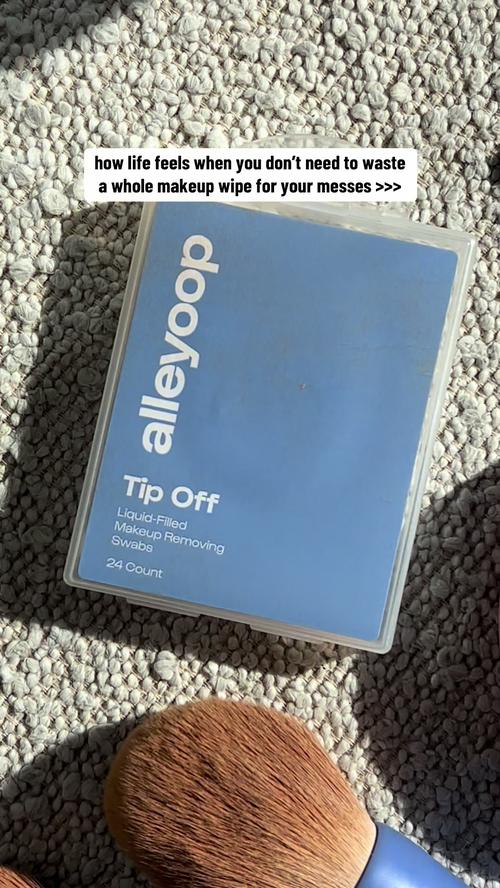 how life feels when you don't need to waste
a whole makeup wipe for your messes >>>
alleyoop
Tip Off
Liquid-Filled
Makeup Removing
Swabs
24 Count